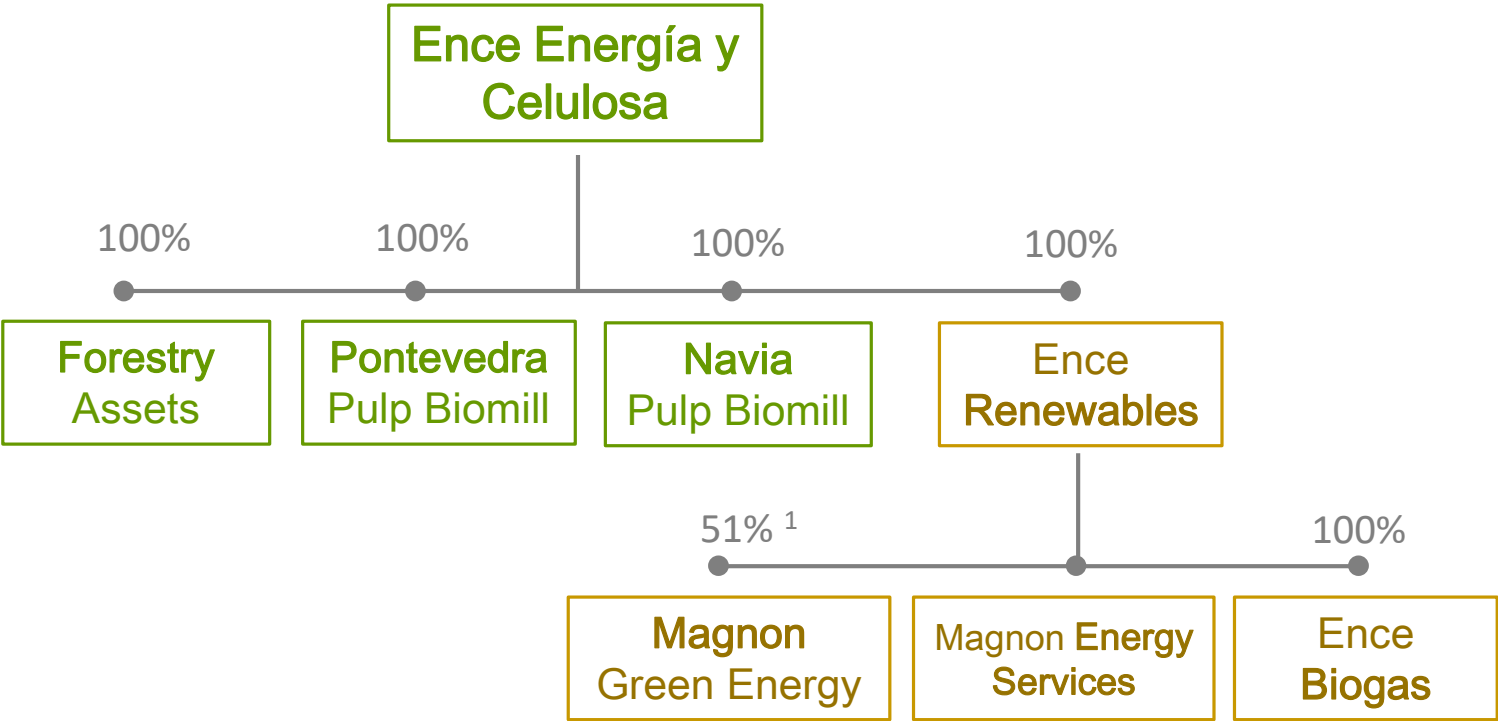 Ence Energía y
Celulosa
100%
100%
100%
100%
Forestry
Assets
Pontevedra
Pulp Biomill
Navia
Pulp Biomill
Ence
Renewables
51% 1
100%
Magnon
Green Energy
Magnon Energy
Services
Ence
Biogas